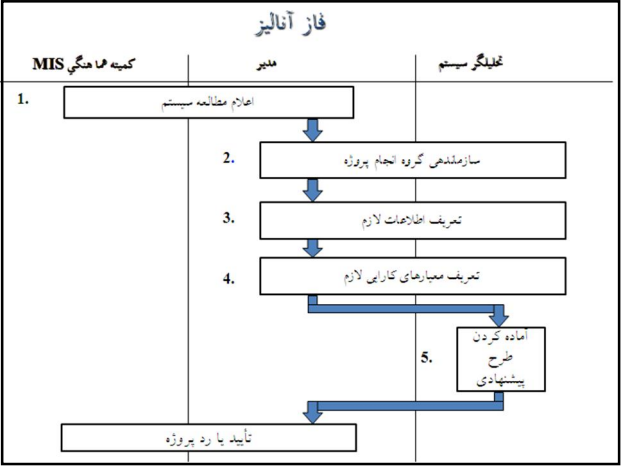 فاز آنالیز
تحلیلگر سیستم
مدیر
کمیته هماهنگي MIS
1. اعلام مطالعه سیستم
2. سازماندهی گروه انجام پروژه
3. تعریف اطلاعات لازم
4. تعریف معیارهای کارایی لازم
5. آماده کردن
طرح
پیشنهادی
تأیید یا رد پروژه